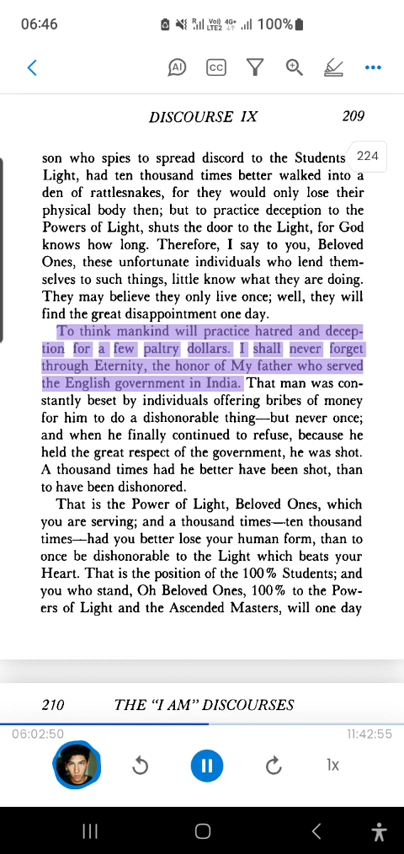 06:46
Vo)) 4G+
LTE2
100%
AI
CC
DISCOURSE IX 209
224
son who spies to spread discord to the Students
Light, had ten thousand times better walked into a
den of rattlesnakes, for they would only lose their
physical body then; but to practice deception to the
Powers of Light, shuts the door to the Light, for God
knows how long. Therefore, I say to you, Beloved
Ones, these unfortunate individuals who lend them-
selves to such things, little know what they are doing.
They may believe they only live once; well, they will
find the great disappointment one day.
To think mankind will practice hatred and decep-
tion for a few paltry dollars. I shall never forget
through Eternity, the honor of My father who served
the English government in India. That man was con-
stantly beset by individuals offering bribes of money
for him to do a dishonorable thing—but never once;
and when he finally continued to refuse, because he
held the great respect of the government, he was shot.
A thousand times had he better have been shot, than
to have been dishonored.
That is the Power of Light, Beloved Ones, which
you are serving; and a thousand times—ten thousand
times—had you better lose your human form, than to
once be dishonorable to the Light which beats your
Heart. That is the position of the 100% Students; and
you who stand, Oh Beloved Ones, 100% to the Pow-
ers of Light and the Ascended Masters, will one day
210 THE “I AM” DISCOURSES
06:02:50 11:42:55
1x